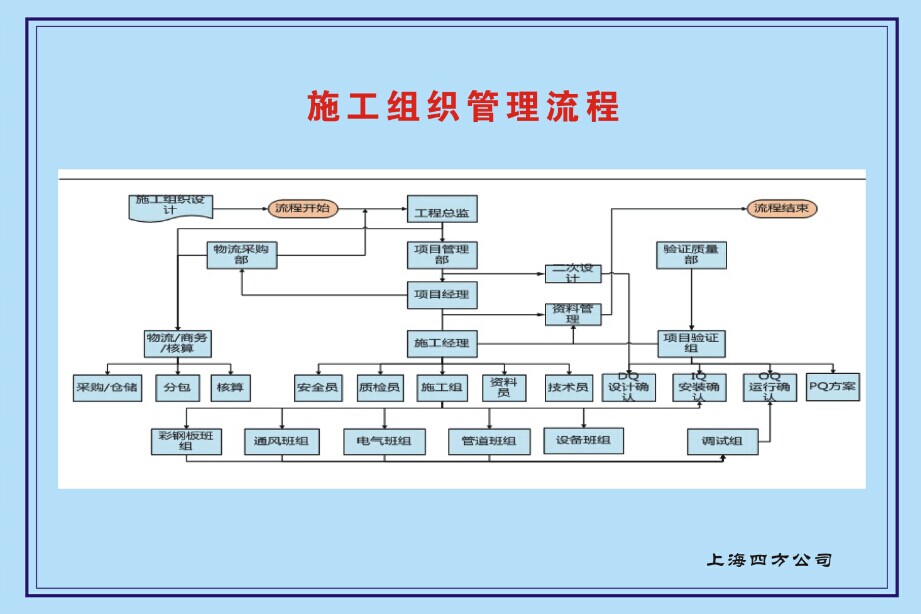 施工组织管理流程
施工组织设
计
流程开始
工程总监
流程结束
物流采购
部
项目管理
部
验证质量
部
二次设
计
项目经理
资料管
理
物流/商务
/核算
施工经理
项目验证
组
采购/仓储
分包
核算
安全员
质检员
施工组
资料
员
技术员
DQ
设计确
认
IQ
安装确
认
OQ
运行确
认
PQ方案
彩钢板班
组
通风班组
电气班组
管道班组
设备班组
调试组
上海四方公司